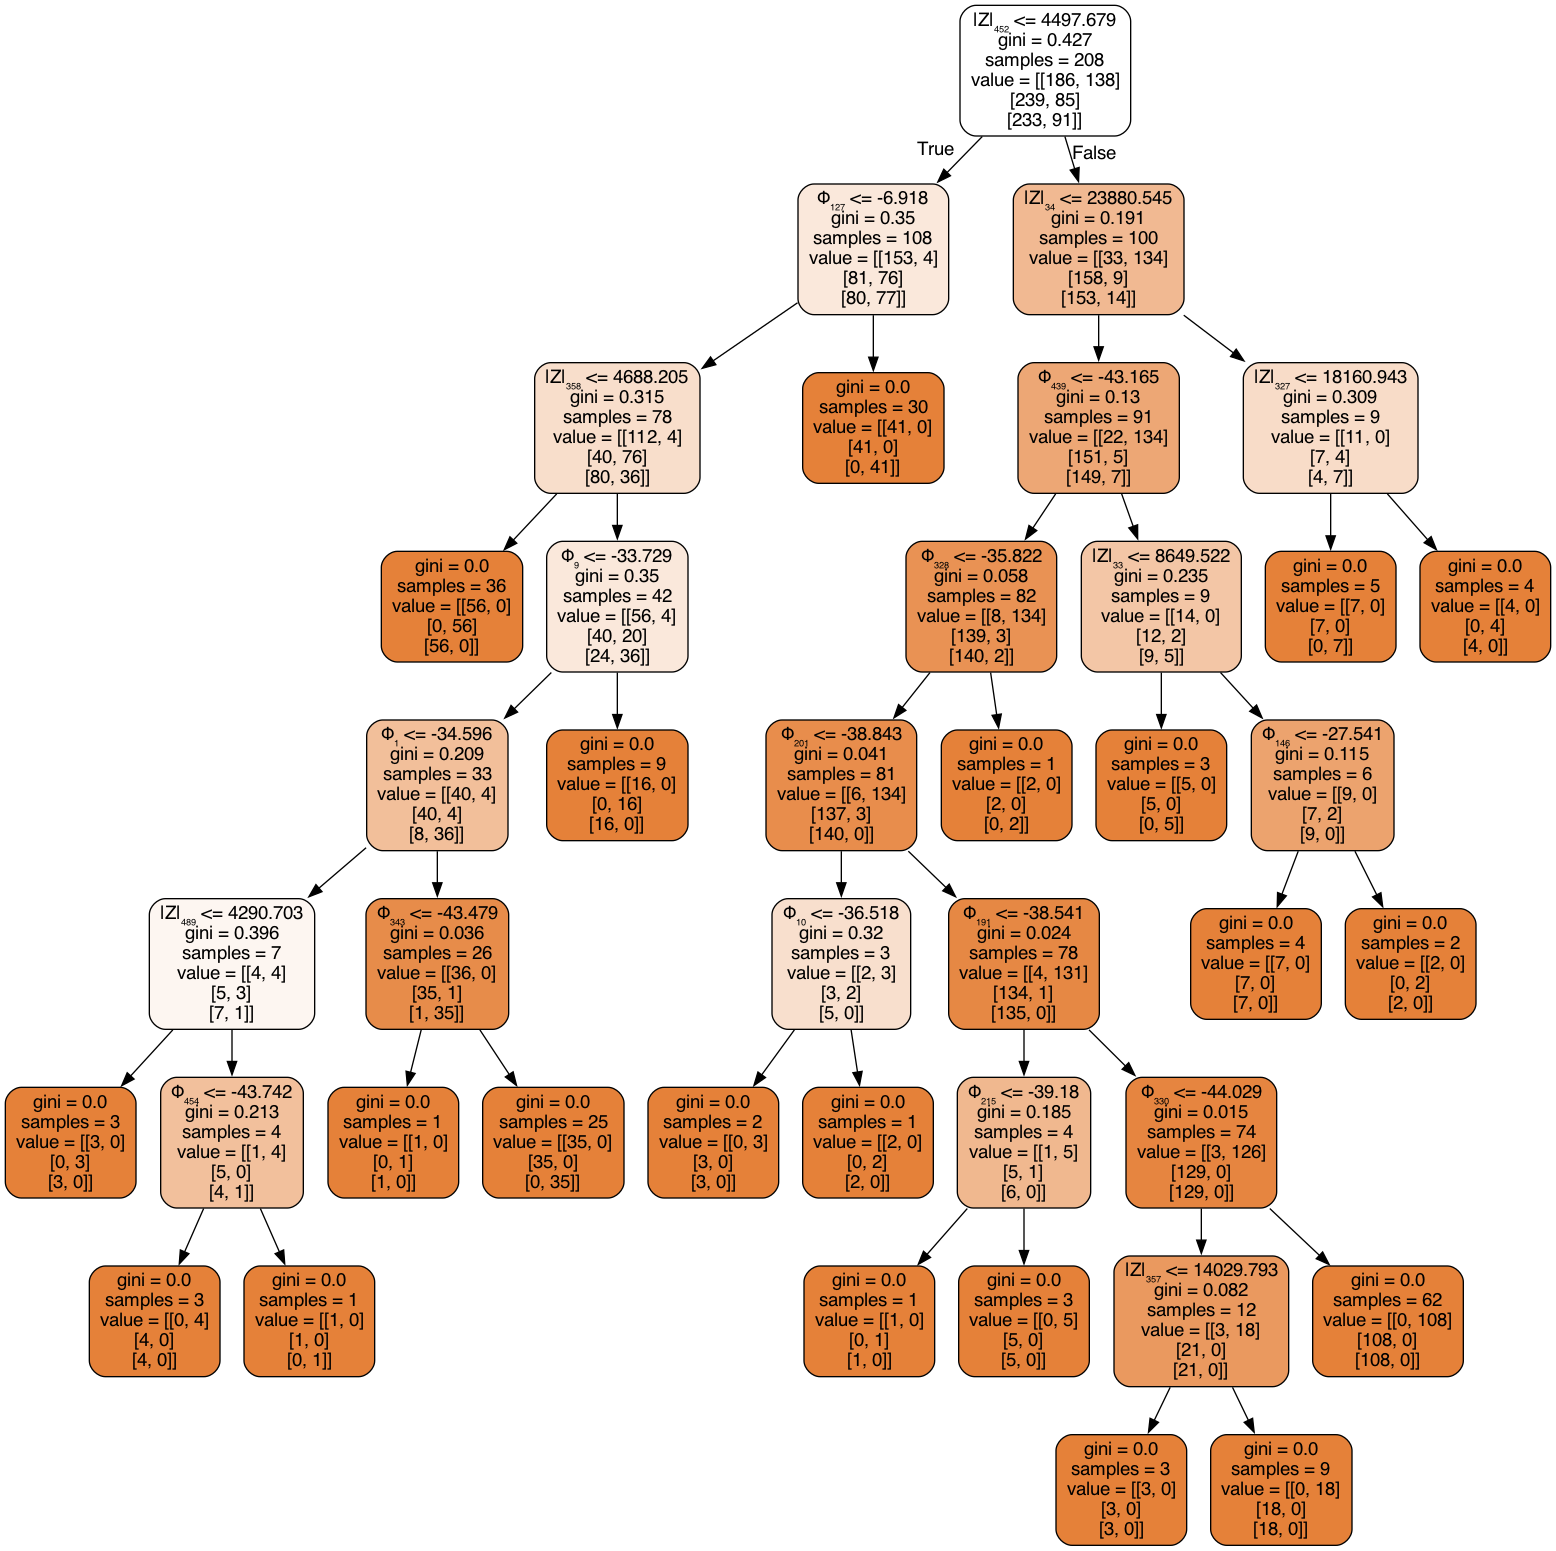 |Z|₄₅₂ <= 4497.679
gini = 0.427
samples = 208
value = [[186, 138]
[239, 85]
[233, 91]]
True
False
Φ₁₂₇ <= -6.918
gini = 0.35
samples = 108
value = [[153, 4]
[81, 76]
[80, 77]]
|Z|₃₄ <= 23880.545
gini = 0.191
samples = 100
value = [[33, 134]
[158, 9]
[153, 14]]
|Z|₃₅₈ <= 4688.205
gini = 0.315
samples = 78
value = [[112, 4]
[40, 76]
[80, 36]]
gini = 0.0
samples = 30
value = [[41, 0]
[41, 0]
[0, 41]]
Φ₄₃₉ <= -43.165
gini = 0.13
samples = 91
value = [[22, 134]
[151, 5]
[149, 7]]
|Z|₃₂₇ <= 18160.943
gini = 0.309
samples = 9
value = [[11, 0]
[7, 4]
[4, 7]]
gini = 0.0
samples = 36
value = [[56, 0]
[0, 56]
[56, 0]]
Φ₉ <= -33.729
gini = 0.35
samples = 42
value = [[56, 4]
[40, 20]
[24, 36]]
Φ₃₂₈ <= -35.822
gini = 0.058
samples = 82
value = [[8, 134]
[139, 3]
[140, 2]]
|Z|₃₃ <= 8649.522
gini = 0.235
samples = 9
value = [[14, 0]
[12, 2]
[9, 5]]
gini = 0.0
samples = 5
value = [[7, 0]
[7, 0]
[0, 7]]
gini = 0.0
samples = 4
value = [[4, 0]
[0, 4]
[4, 0]]
Φ₁ <= -34.596
gini = 0.209
samples = 33
value = [[40, 4]
[40, 4]
[8, 36]]
gini = 0.0
samples = 9
value = [[16, 0]
[0, 16]
[16, 0]]
Φ₂₀₁ <= -38.843
gini = 0.041
samples = 81
value = [[6, 134]
[137, 3]
[140, 0]]
gini = 0.0
samples = 1
value = [[2, 0]
[2, 0]
[0, 2]]
gini = 0.0
samples = 3
value = [[5, 0]
[5, 0]
[0, 5]]
Φ₁₄₆ <= -27.541
gini = 0.115
samples = 6
value = [[9, 0]
[7, 2]
[9, 0]]
|Z|₄₈₉ <= 4290.703
gini = 0.396
samples = 7
value = [[4, 4]
[5, 3]
[7, 1]]
Φ₃₄₃ <= -43.479
gini = 0.036
samples = 26
value = [[36, 0]
[35, 1]
[1, 35]]
Φ₁₀ <= -36.518
gini = 0.32
samples = 3
value = [[2, 3]
[3, 2]
[5, 0]]
Φ₁₉₁ <= -38.541
gini = 0.024
samples = 78
value = [[4, 131]
[134, 1]
[135, 0]]
gini = 0.0
samples = 4
value = [[7, 0]
[7, 0]
[7, 0]]
gini = 0.0
samples = 2
value = [[2, 0]
[0, 2]
[2, 0]]
gini = 0.0
samples = 3
value = [[3, 0]
[0, 3]
[3, 0]]
Φ₄₅₄ <= -43.742
gini = 0.213
samples = 4
value = [[1, 4]
[5, 0]
[4, 1]]
gini = 0.0
samples = 1
value = [[1, 0]
[0, 1]
[1, 0]]
gini = 0.0
samples = 25
value = [[35, 0]
[35, 0]
[0, 35]]
gini = 0.0
samples = 2
value = [[0, 3]
[3, 0]
[3, 0]]
gini = 0.0
samples = 1
value = [[2, 0]
[0, 2]
[2, 0]]
Φ₂₁₅ <= -39.18
gini = 0.185
samples = 4
value = [[1, 5]
[5, 1]
[6, 0]]
Φ₃₃₀ <= -44.029
gini = 0.015
samples = 74
value = [[3, 126]
[129, 0]
[129, 0]]
gini = 0.0
samples = 3
value = [[0, 4]
[4, 0]
[4, 0]]
gini = 0.0
samples = 1
value = [[1, 0]
[1, 0]
[0, 1]]
gini = 0.0
samples = 1
value = [[1, 0]
[0, 1]
[1, 0]]
gini = 0.0
samples = 3
value = [[0, 5]
[5, 0]
[5, 0]]
|Z|₃₅₇ <= 14029.793
gini = 0.082
samples = 12
value = [[3, 18]
[21, 0]
[21, 0]]
gini = 0.0
samples = 62
value = [[0, 108]
[108, 0]
[108, 0]]
gini = 0.0
samples = 3
value = [[3, 0]
[3, 0]
[3, 0]]
gini = 0.0
samples = 9
value = [[0, 18]
[18, 0]
[18, 0]]